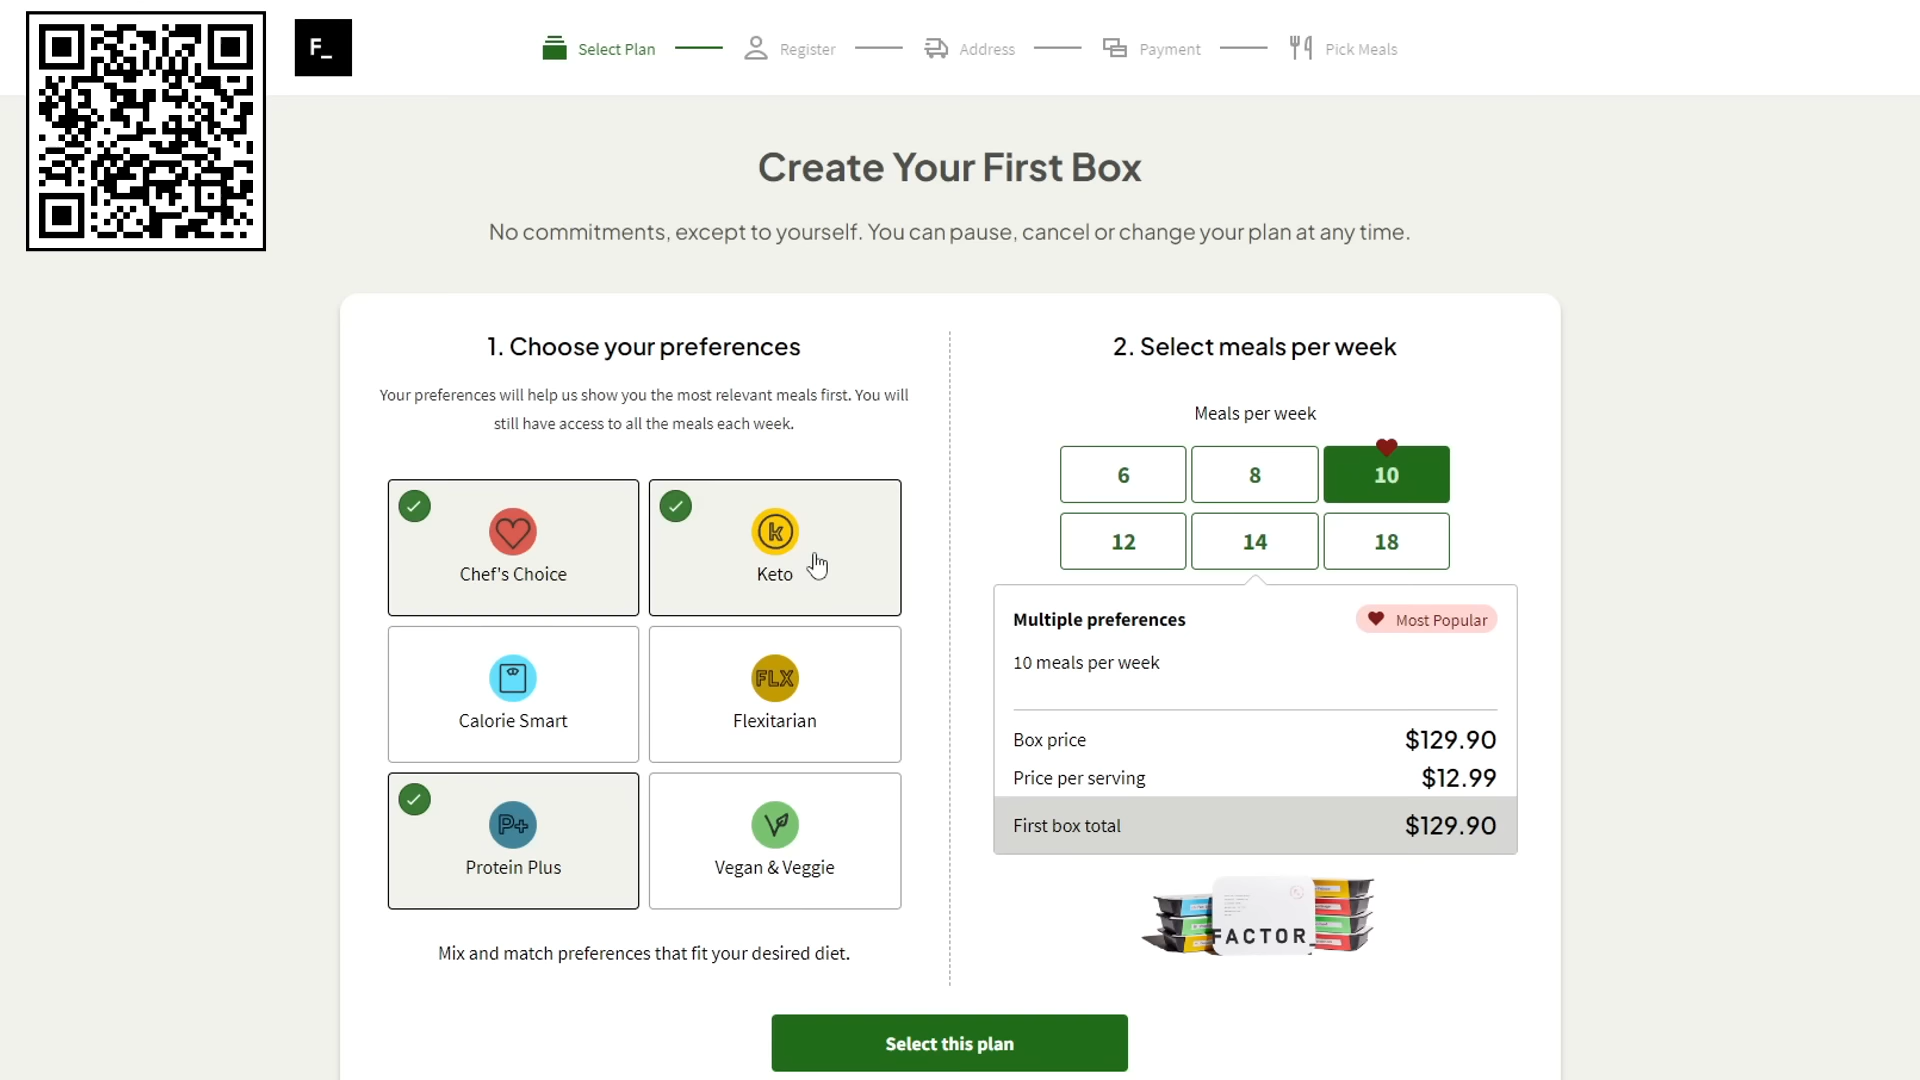 F_
Select Plan
Register
Address
Payment
Pick Meals
Create Your First Box
No commitments, except to yourself. You can pause, cancel or change your plan at any time.
1. Choose your preferences
Your preferences will help us show you the most relevant meals first. You will
still have access to all the meals each week.
Chef's Choice
k
Keto
Calorie Smart
FLX
Flexitarian
P+
Protein Plus
V
Vegan & Veggie
Mix and match preferences that fit your desired diet.
2. Select meals per week
Meals per week
6
8
10
12
14
18
Multiple preferences
Most Popular
10 meals per week
Box price
$129.90
Price per serving
$12.99
First box total
$129.90
FACTOR_
Select this plan